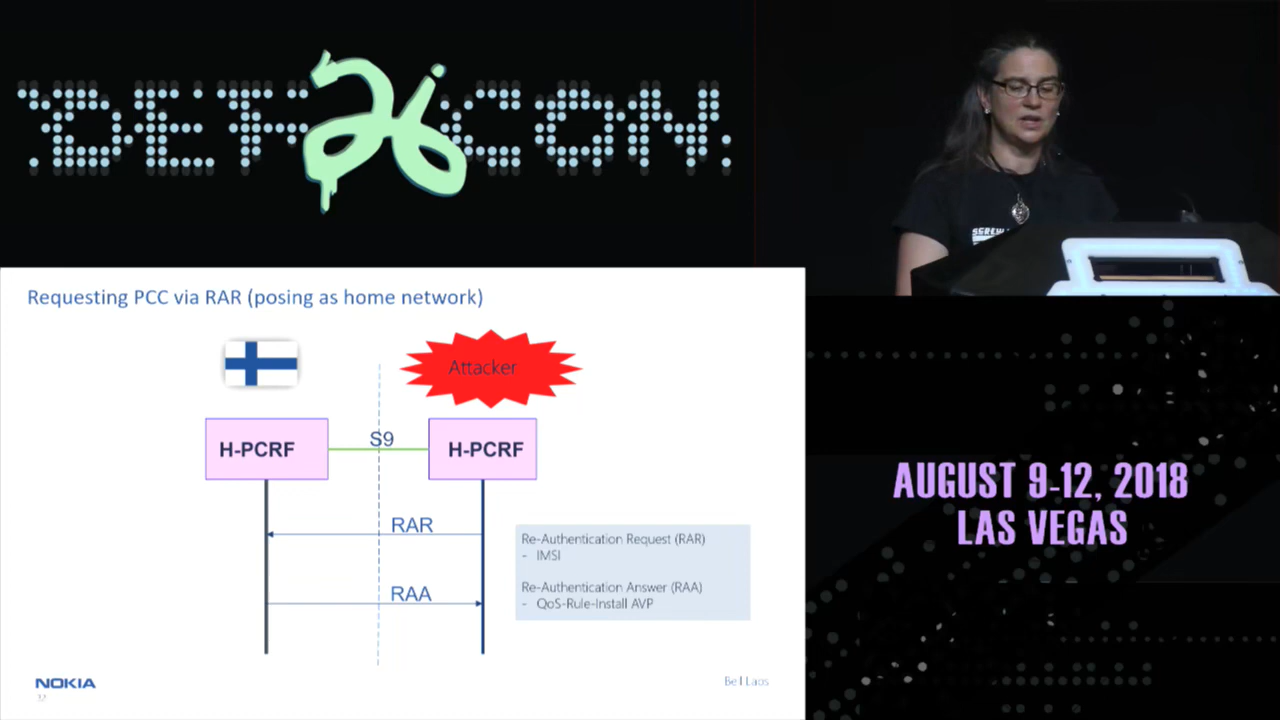 DEF 26 CON
Requesting PCC via RAR (posing as home network)
Attacker
H-PCRF
S9
H-PCRF
RAR
Re-Authentication Request (RAR)
- IMSI
RAA
Re-Authentication Answer (RAA)
- QoS-Rule-Install AVP
NOKIA
Bell Labs
AUGUST 9-12, 2018
LAS VEGAS